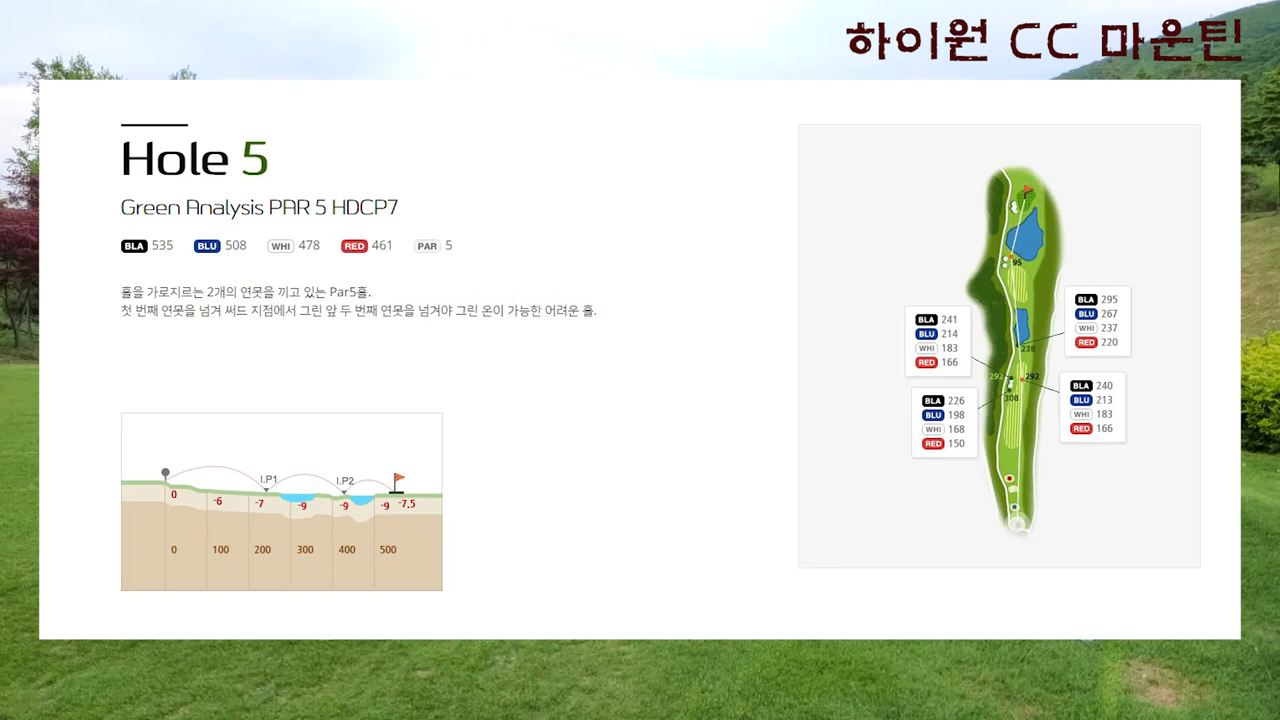 하이원 CC 마운틴
Hole 5
Green Analysis PAR 5 HDCP7
BLA 535 BLU 508 WHI 478 RED 461 PAR 5
홀을 가로지르는 2개의 연못을 끼고 있는 Par5홀.
첫 번째 연못을 넘겨 써드 지점에서 그린 앞 두 번째 연못을 넘겨야 그린 온이 가능한 어려운 홀.
I.P1 I.P2
0 -6 -7 -9 -9 -9 -7.5
0 100 200 300 400 500
95
BLA 295
BLU 267
WHI 237
RED 220
BLA 241
BLU 214
WHI 183
RED 166
238
292 292
308
BLA 240
BLU 213
WHI 183
RED 166
BLA 226
BLU 198
WHI 168
RED 150